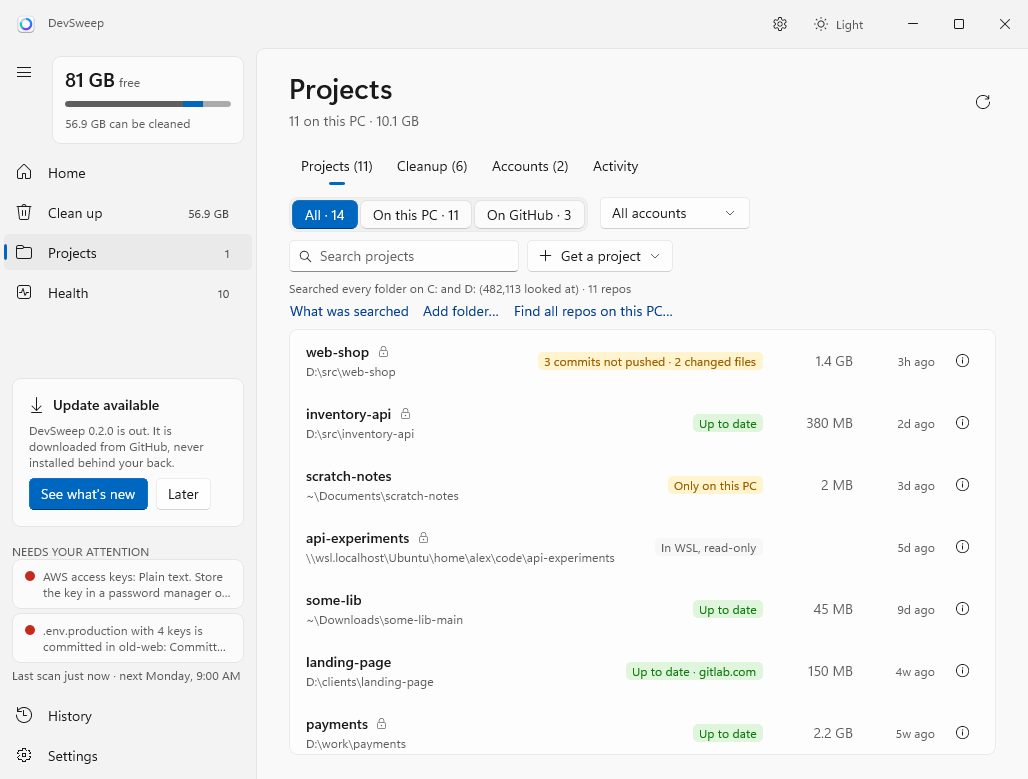 DevSweep
Light
81 GB free
56.9 GB can be cleaned
Home
Clean up 56.9 GB
Projects 1
Health 10
Update available
DevSweep 0.2.0 is out. It is
downloaded from GitHub, never
installed behind your back.
See what's new Later
NEEDS YOUR ATTENTION
AWS access keys: Plain text. Store
the key in a password manager o...
.env.production with 4 keys is
committed in old-web: Committ...
Last scan just now · next Monday, 9:00 AM
History
Settings
Projects
11 on this PC · 10.1 GB
Projects (11) Cleanup (6) Accounts (2) Activity
All · 14 On this PC · 11 On GitHub · 3 All accounts
Search projects Get a project
Searched every folder on C: and D: (482,113 looked at) · 11 repos
What was searched Add folder... Find all repos on this PC...
web-shop 3 commits not pushed · 2 changed files 1.4 GB 3h ago
D:\src\web-shop
inventory-api Up to date 380 MB 2d ago
D:\src\inventory-api
scratch-notes Only on this PC 2 MB 3d ago
~\Documents\scratch-notes
api-experiments In WSL, read-only 5d ago
\\wsl.localhost\Ubuntu\home\alex\code\api-experiments
some-lib Up to date 45 MB 9d ago
~\Downloads\some-lib-main
landing-page Up to date · gitlab.com 150 MB 4w ago
D:\clients\landing-page
payments Up to date 2.2 GB 5w ago
D:\work\payments